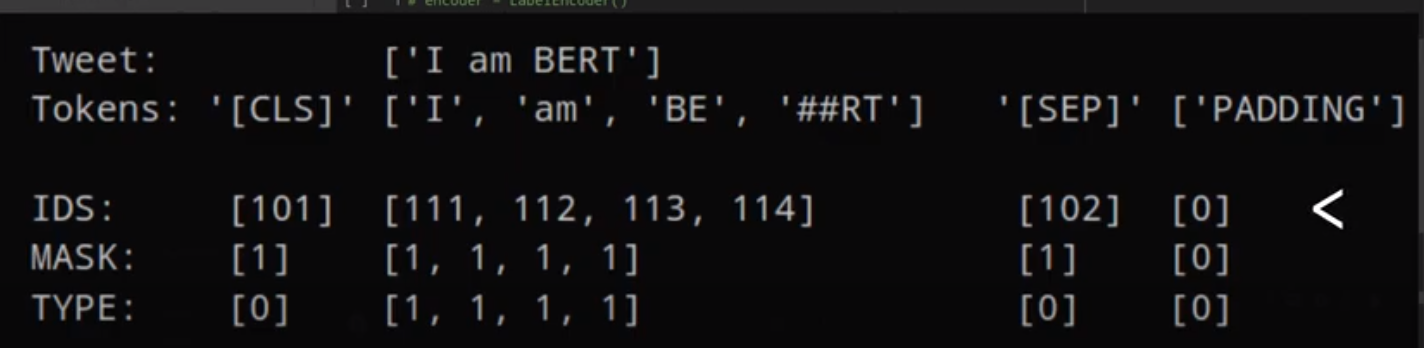 [ ] # encoder = LabelEncoder()
Tweet: ['I am BERT']
Tokens: '[CLS]' ['I', 'am', 'BE', '##RT'] '[SEP]' ['PADDING']
IDS: [101] [111, 112, 113, 114] [102] [0] <
MASK: [1] [1, 1, 1, 1] [1] [0]
TYPE: [0] [1, 1, 1, 1] [0] [0]